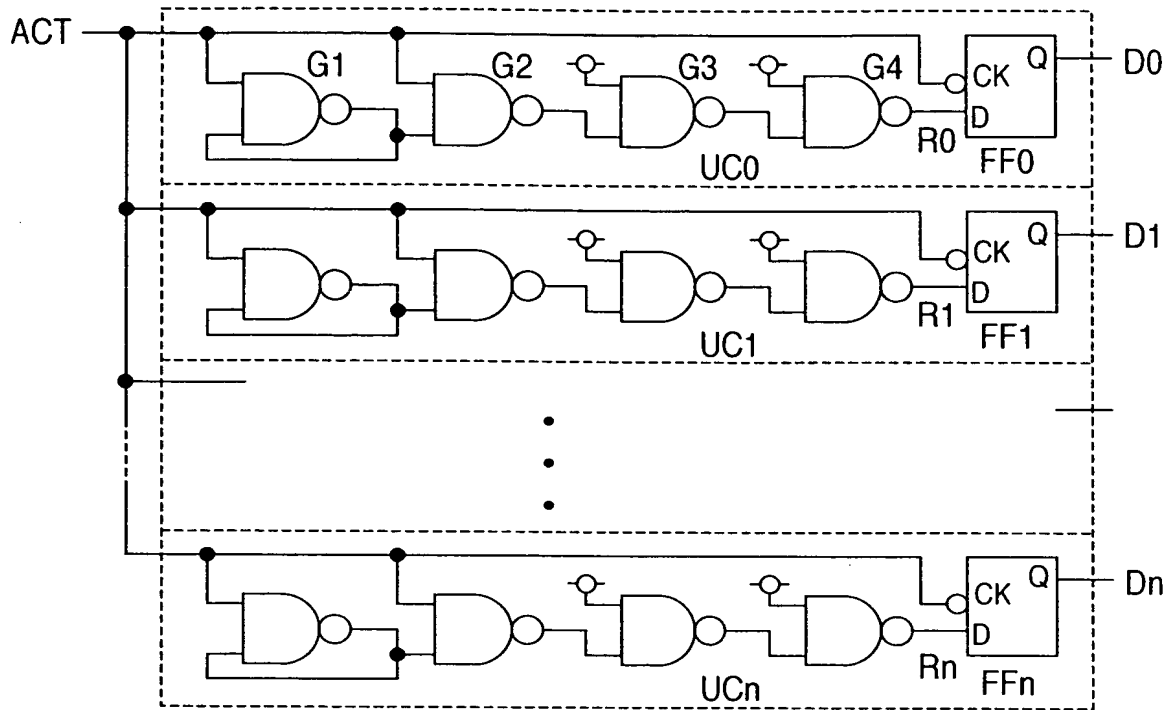 ACT
G1
G2
G3
G4
Q
CK
D
D0
R0
FF0
UC0
Q
CK
D
D1
R1
FF1
UC1
Q
CK
D
Dn
Rn
FFn
UCn